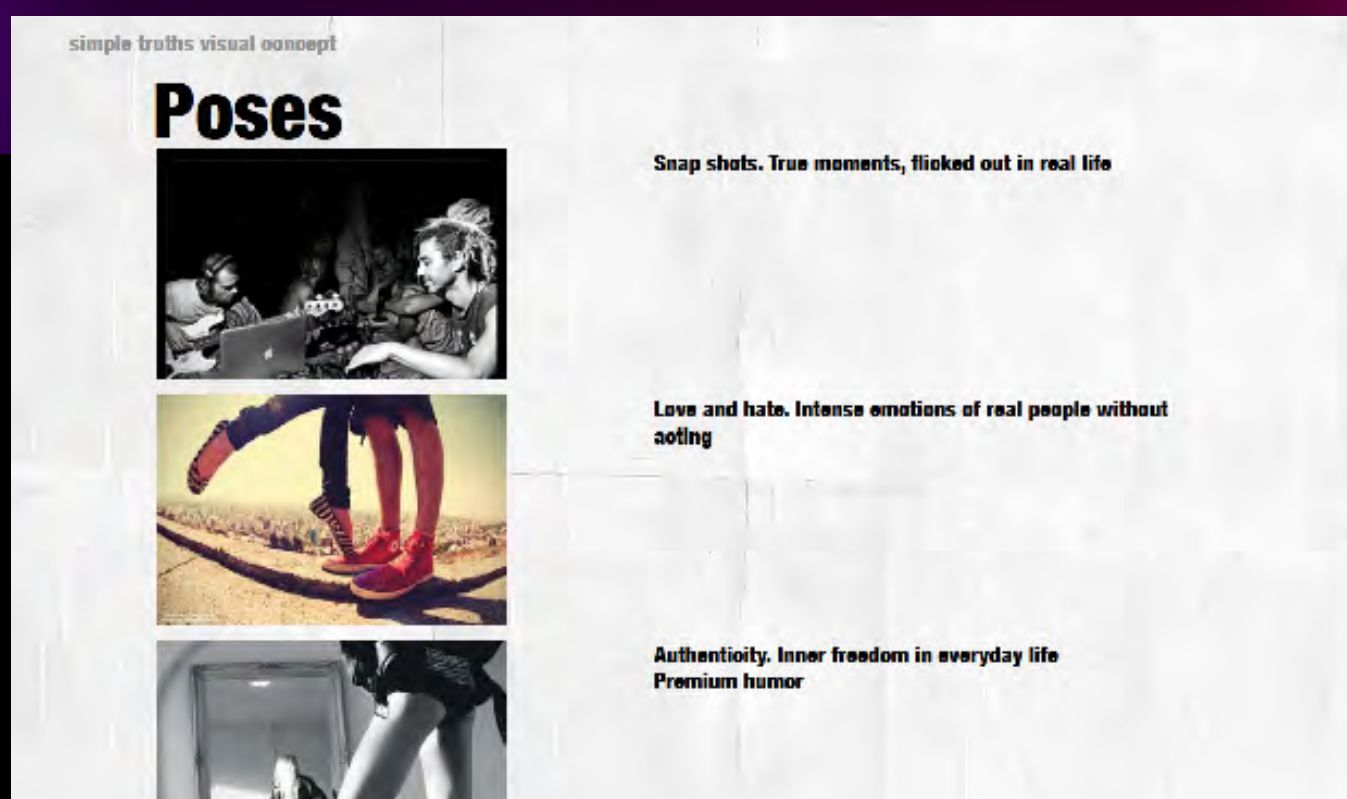 simple truths visual concept
Poses
Snap shots. True moments, flicked out in real life
Love and hate. Intense emotions of real people without
acting
Authenticity. Inner freedom in everyday life
Premium humor